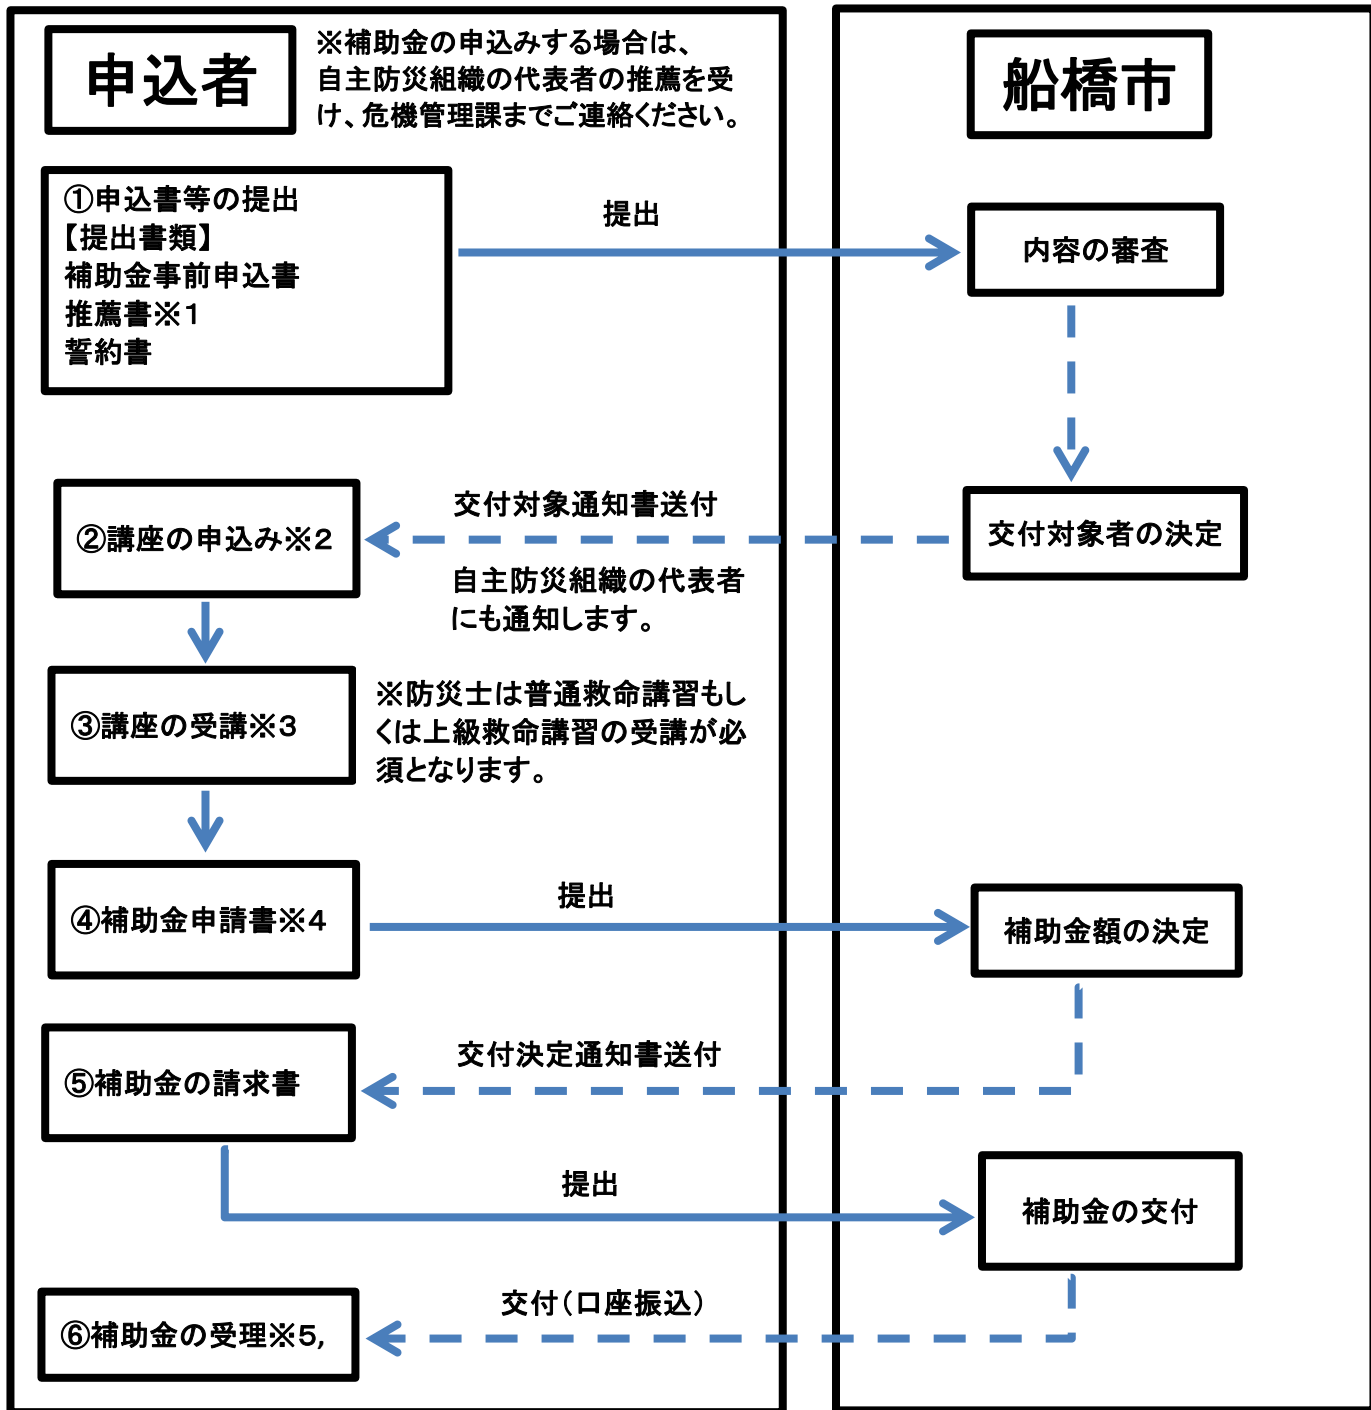 申込者
※補助金の申込みする場合は、
自主防災組織の代表者の推薦を受
け、危機管理課までご連絡ください。
船橋市
①申込書等の提出
【提出書類】
補助金事前申込書
推薦書※1
誓約書
提出
内容の審査
②講座の申込み※2
交付対象通知書送付
自主防災組織の代表者
にも通知します。
交付対象者の決定
③講座の受講※3
※防災士は普通救命講習もし
くは上級救命講習の受講が必
須となります。
④補助金申請書※4
提出
補助金額の決定
⑤補助金の請求書
交付決定通知書送付
提出
補助金の交付
⑥補助金の受理※5,
交付(口座振込)